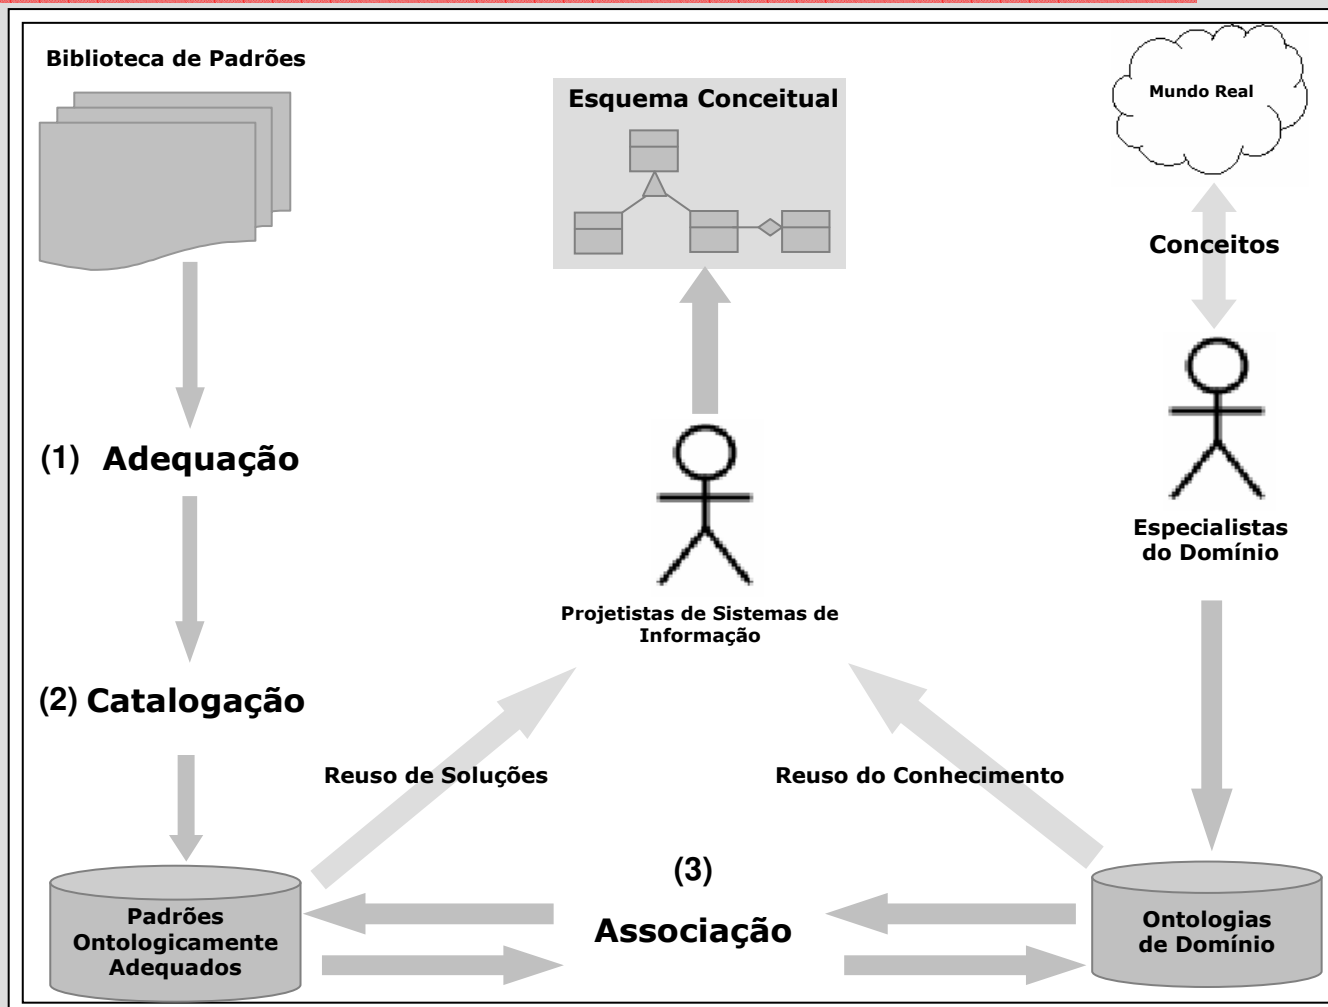 Biblioteca de Padrões
Esquema Conceitual
Mundo Real
Conceitos
(1) Adequação
Especialistas
do Domínio
Projetistas de Sistemas de
Informação
(2) Catalogação
Reuso de Soluções
Reuso do Conhecimento
(3)
Associação
Padrões
Ontologicamente
Adequados
Ontologias
de Domínio